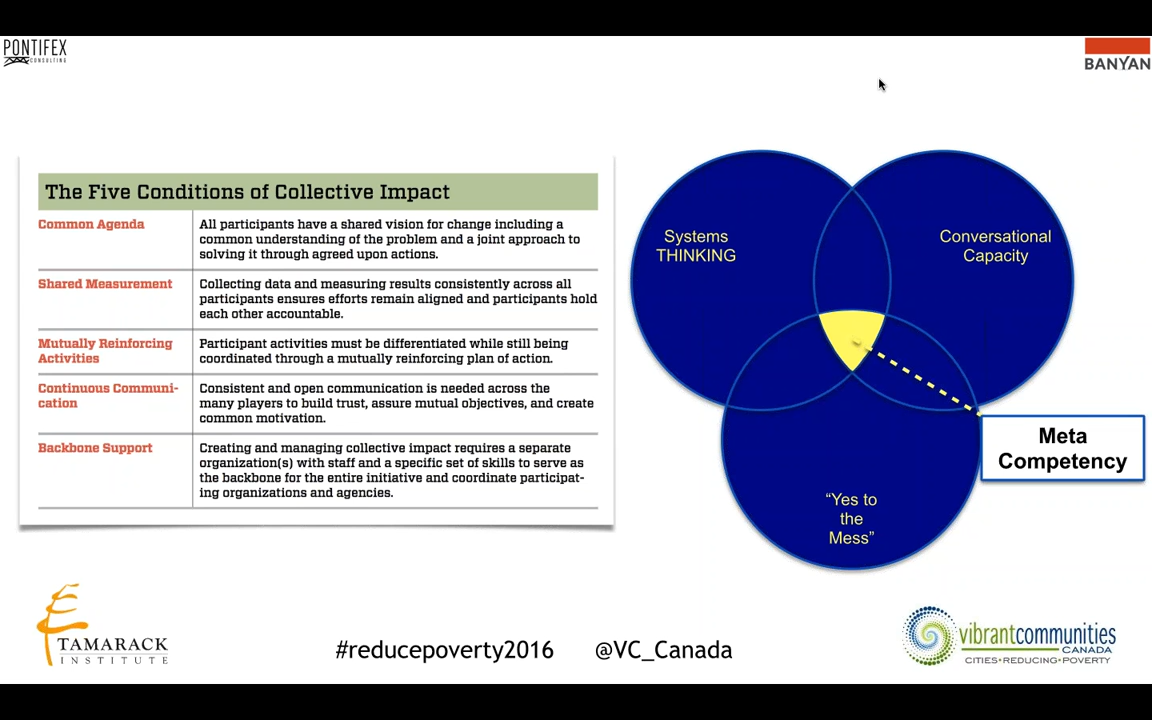 PONTIFEX
CONSULTING
BANYAN
The Five Conditions of Collective Impact
Common Agenda
All participants have a shared vision for change including a
common understanding of the problem and a joint approach to
solving it through agreed upon actions.
Shared Measurement
Collecting data and measuring results consistently across all
participants ensures efforts remain aligned and participants hold
each other accountable.
Mutually Reinforcing
Activities
Participant activities must be differentiated while still being
coordinated through a mutually reinforcing plan of action.
Continuous Communi-
cation
Consistent and open communication is needed across the
many players to build trust, assure mutual objectives, and create
common motivation.
Backbone Support
Creating and managing collective impact requires a separate
organization(s) with staff and a specific set of skills to serve as
the backbone for the entire initiative and coordinate participat-
ing organizations and agencies.
Systems
THINKING
Conversational
Capacity
“Yes to
the
Mess”
Meta
Competency
TAMARACK
INSTITUTE
#reducepoverty2016
@VC_Canada
vibrantcommunities
CANADA
CITIES•REDUCING•POVERTY